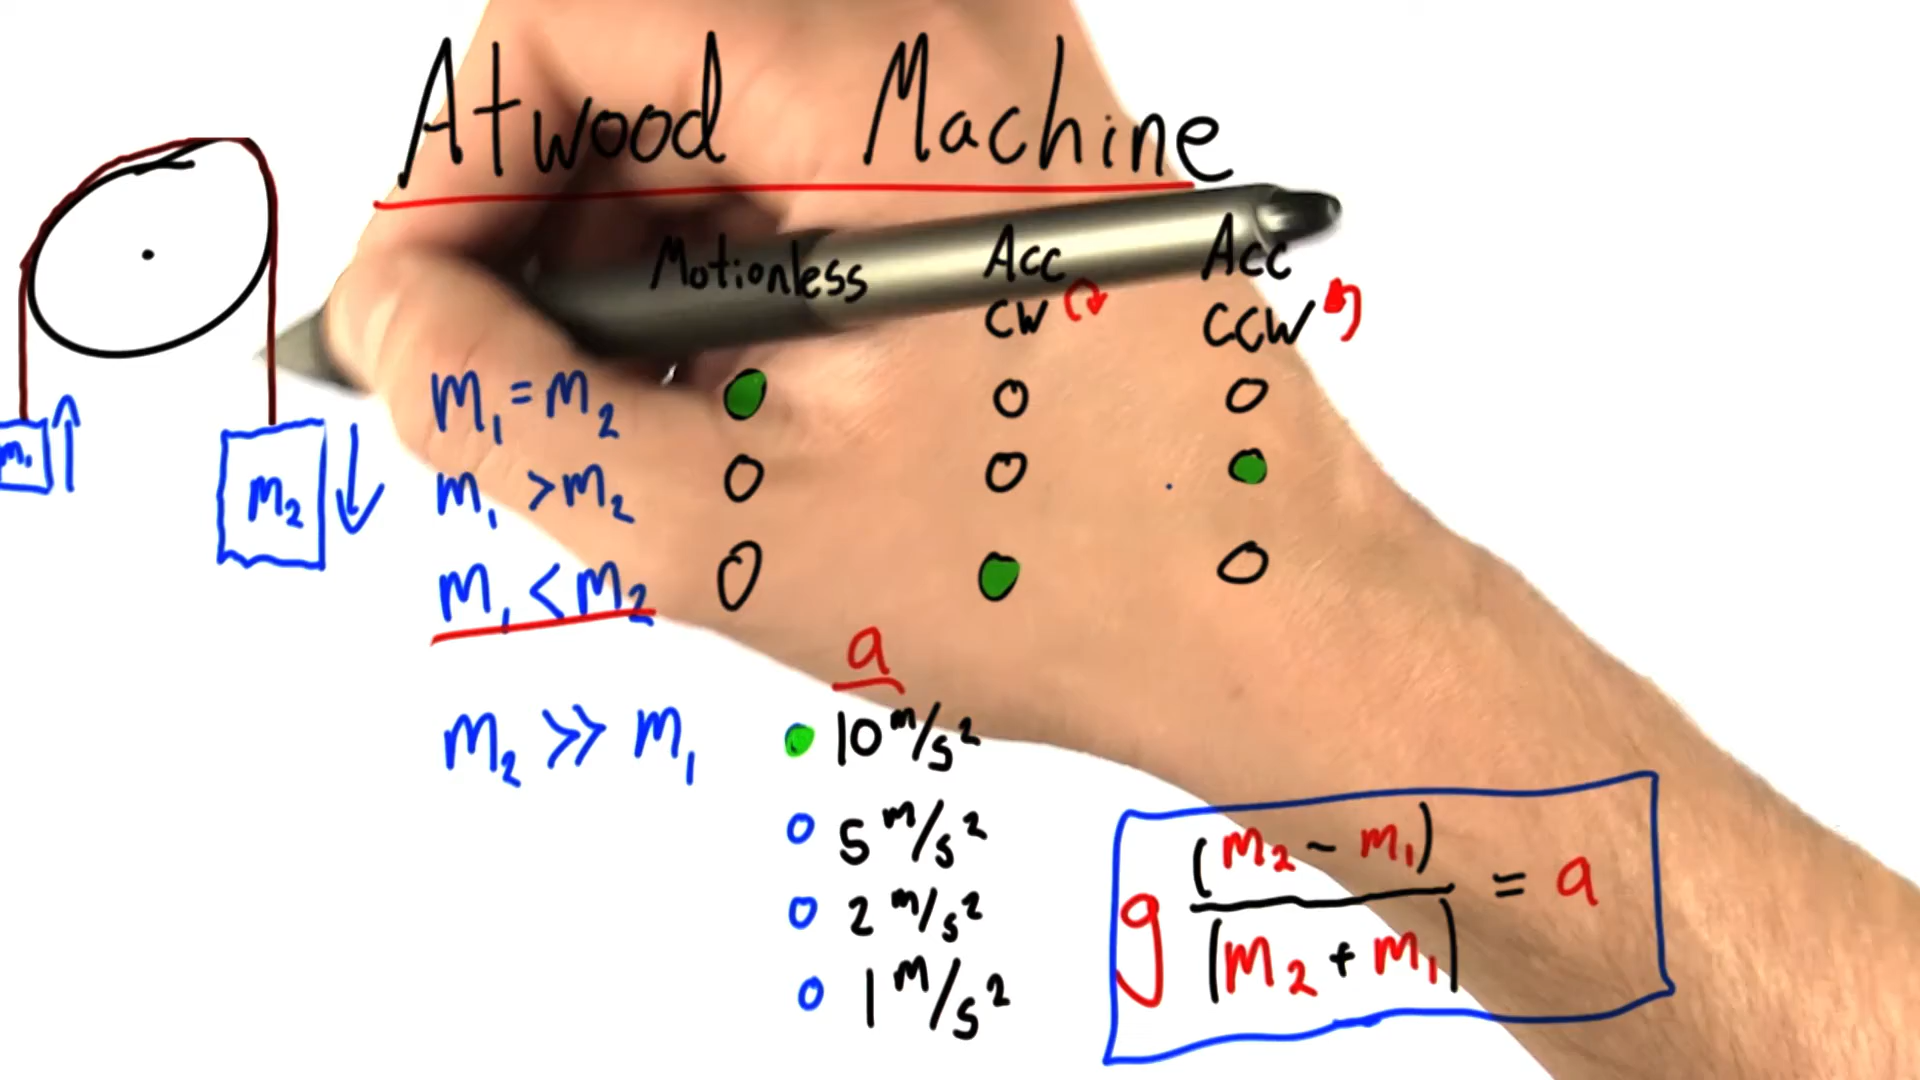 Atwood Machine
Motionless
Acc
CW
Acc
CCW
m₁ = m₂
m₁ > m₂
m₁ < m₂
m₁
m₂
a
m₂ >> m₁
10 m/s²
5 m/s²
2 m/s²
1 m/s²
g (m₂ - m₁) / (m₂ + m₁) = a